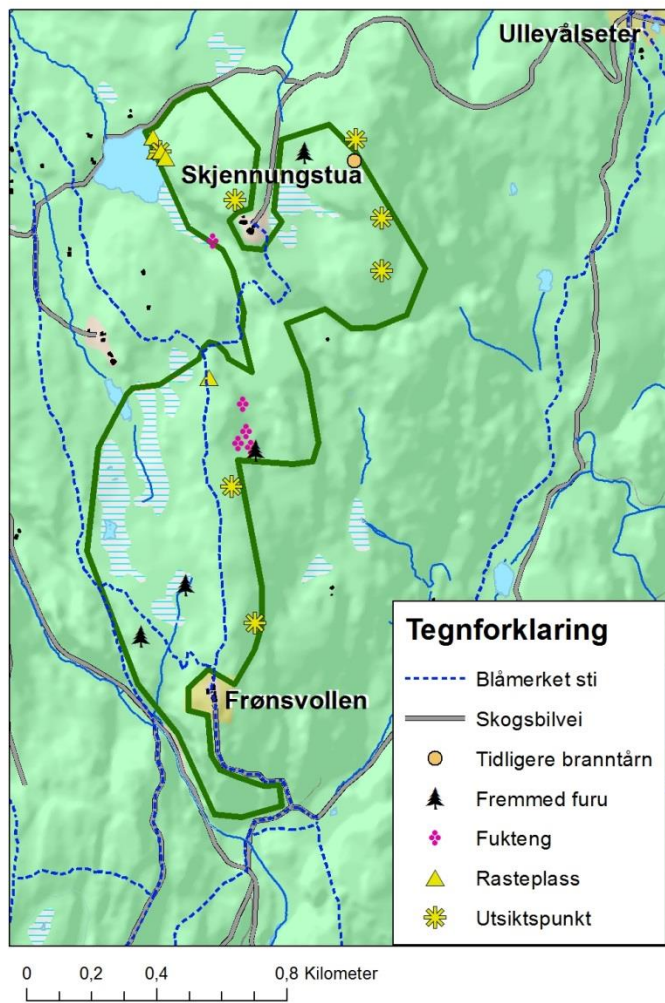 Ullevålseter
Skjennungstua
Frønsvollen
Tegnforklaring
Blåmerket sti
Skogsbilvei
Tidligere branntårn
Fremmed furu
Fukteng
Rasteplass
Utsiktspunkt
0 0,2 0,4 0,8 Kilometer